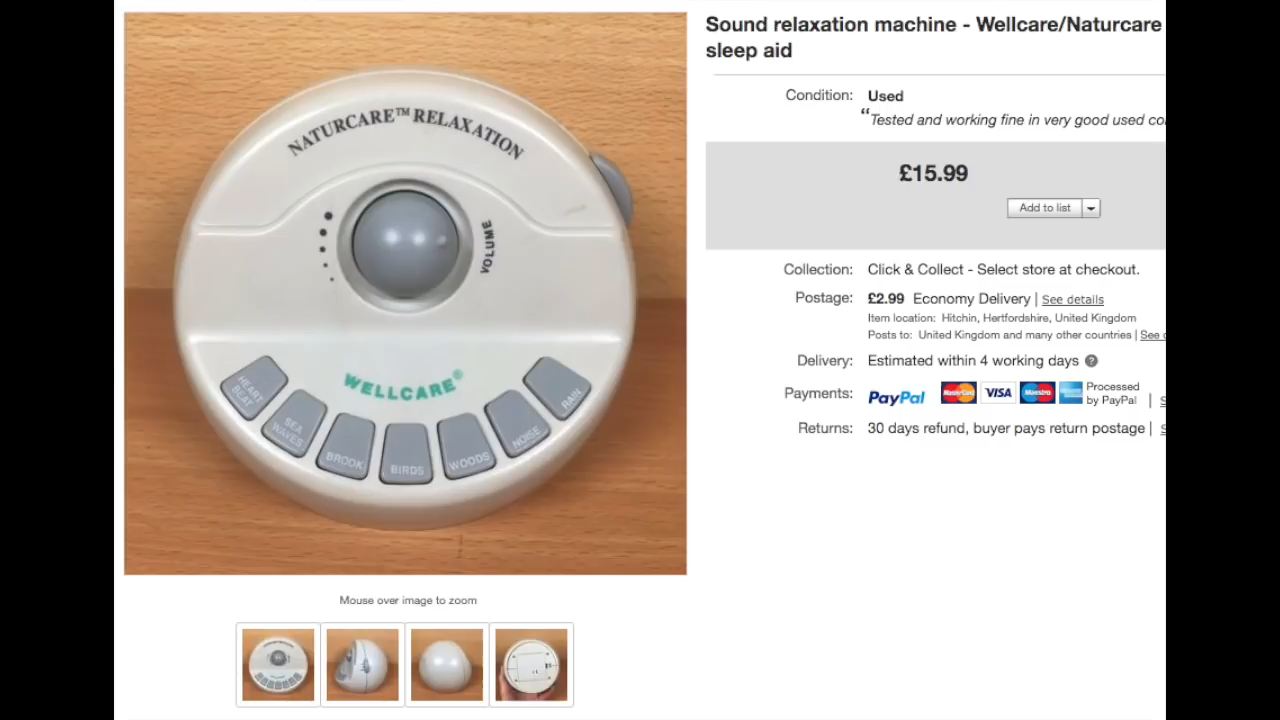 Sound relaxation machine - Wellcare/Naturcare
sleep aid
Condition: Used
“Tested and working fine in very good used
£15.99
Add to list
Collection: Click & Collect - Select store at checkout.
Postage: £2.99 Economy Delivery | See details
Item location: Hitchin, Hertfordshire, United Kingdom
Posts to: United Kingdom and many other countries | See
Delivery: Estimated within 4 working days ?
Payments: PayPal MasterCard VISA Maestro Processed
by PayPal |
Returns: 30 days refund, buyer pays return postage |
NATURCARE™ RELAXATION
VOLUME
WELLCARE®
HEART
BEAT
SEA
WAVES
BROOK
BIRDS
WOODS
NOISE
RAIN
Mouse over image to zoom